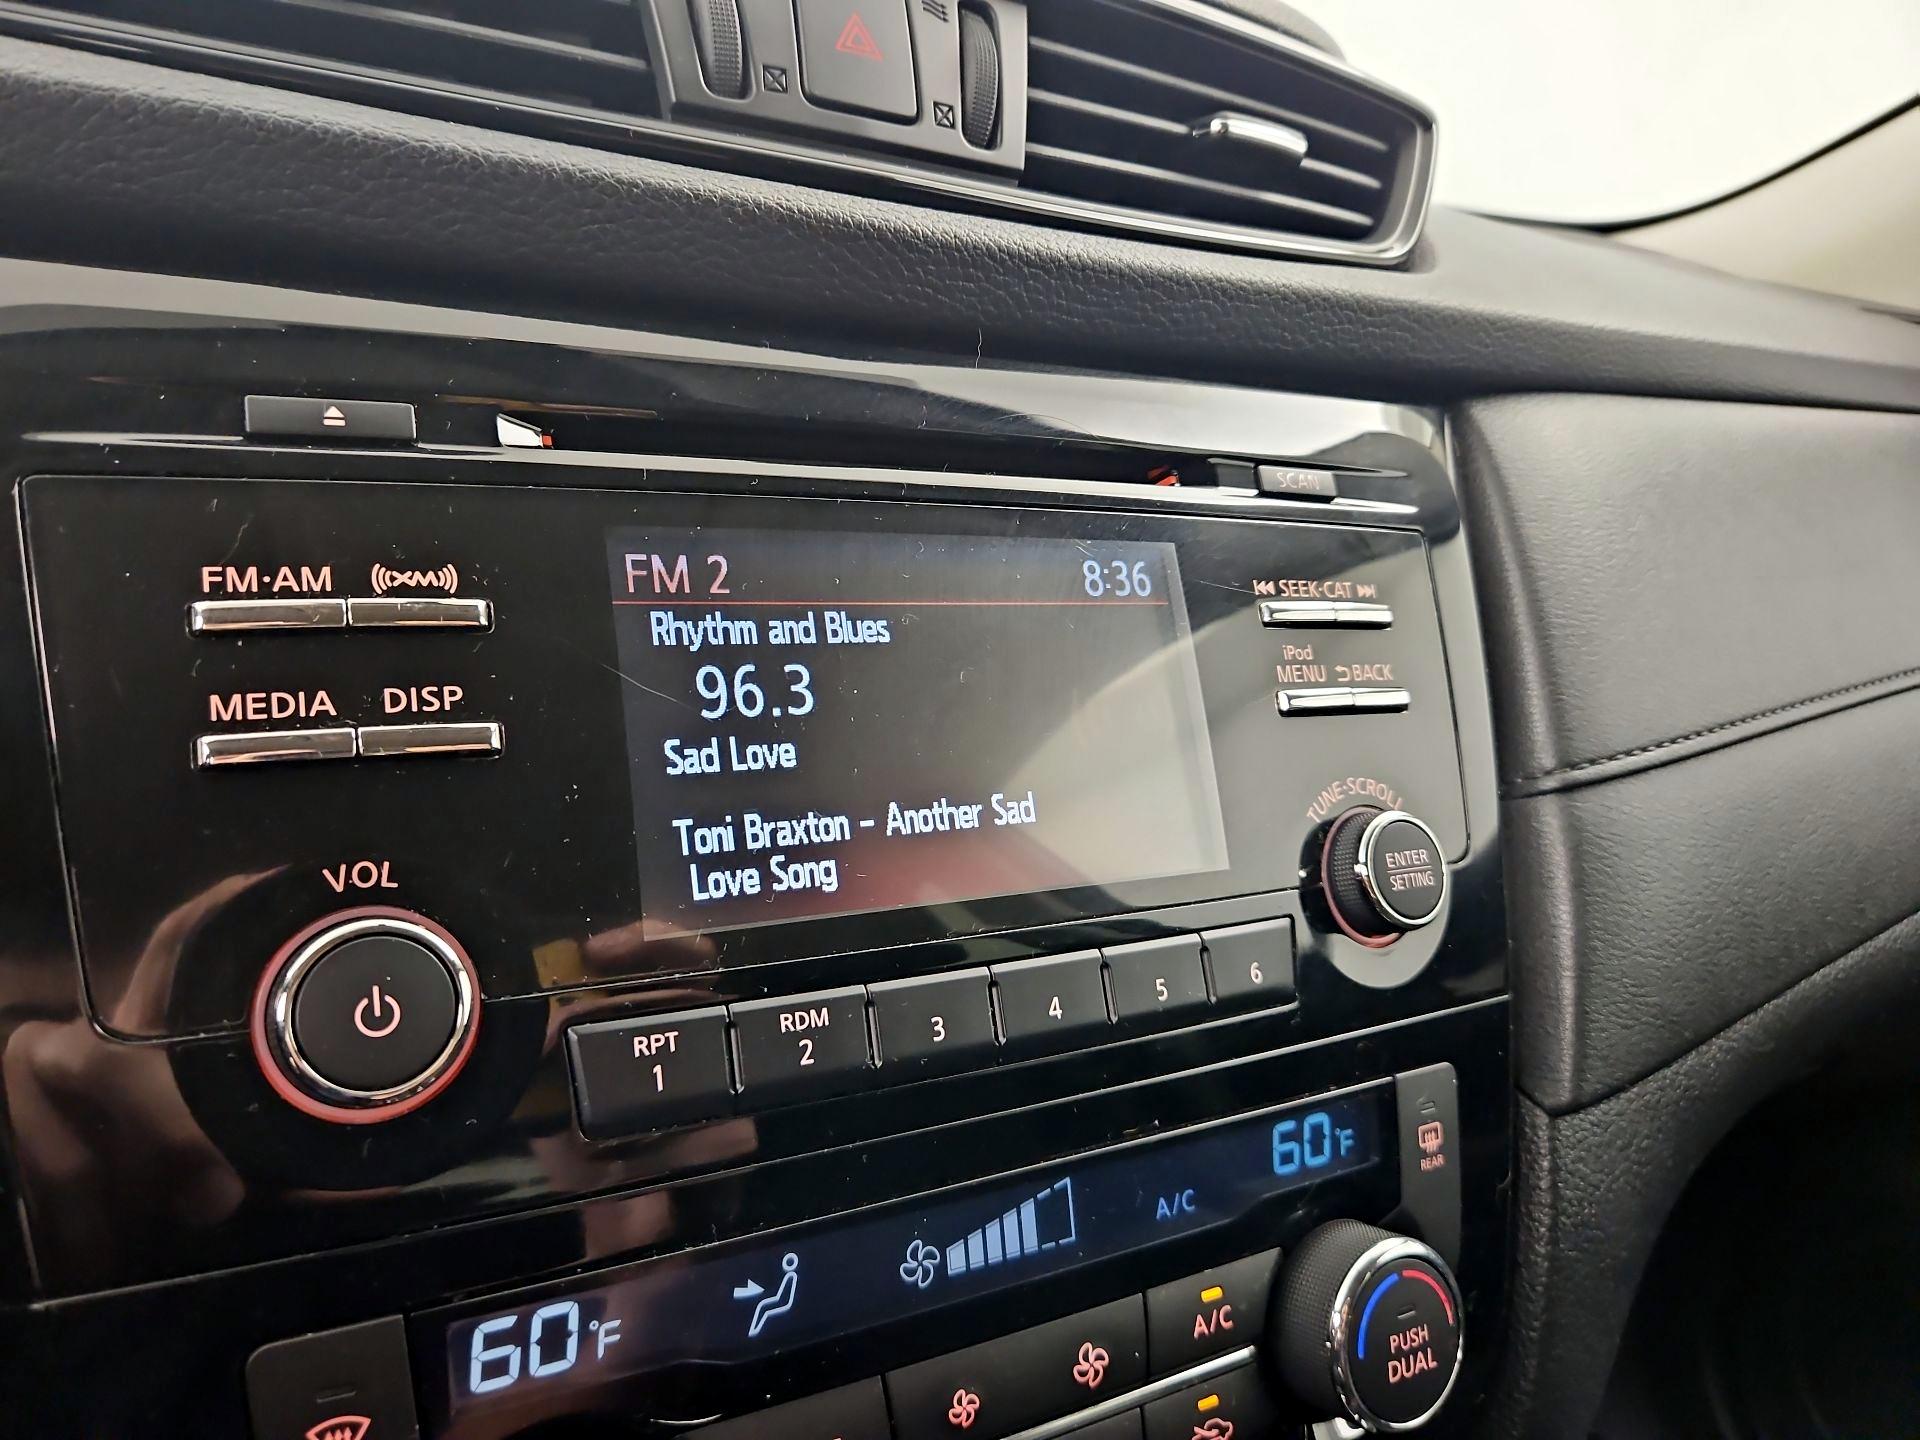 SCAN
FM·AM
((XM))
FM 2
8:36
SEEK·CAT
Rhythm and Blues
96.3
iPod
MENU
BACK
MEDIA
DISP
Sad Love
TUNE·SCROLL
Toni Braxton - Another Sad
Love Song
ENTER
SETTING
VOL
RPT
1
RDM
2
3
4
5
6
60°F
REAR
A/C
60°F
A/C
PUSH
DUAL